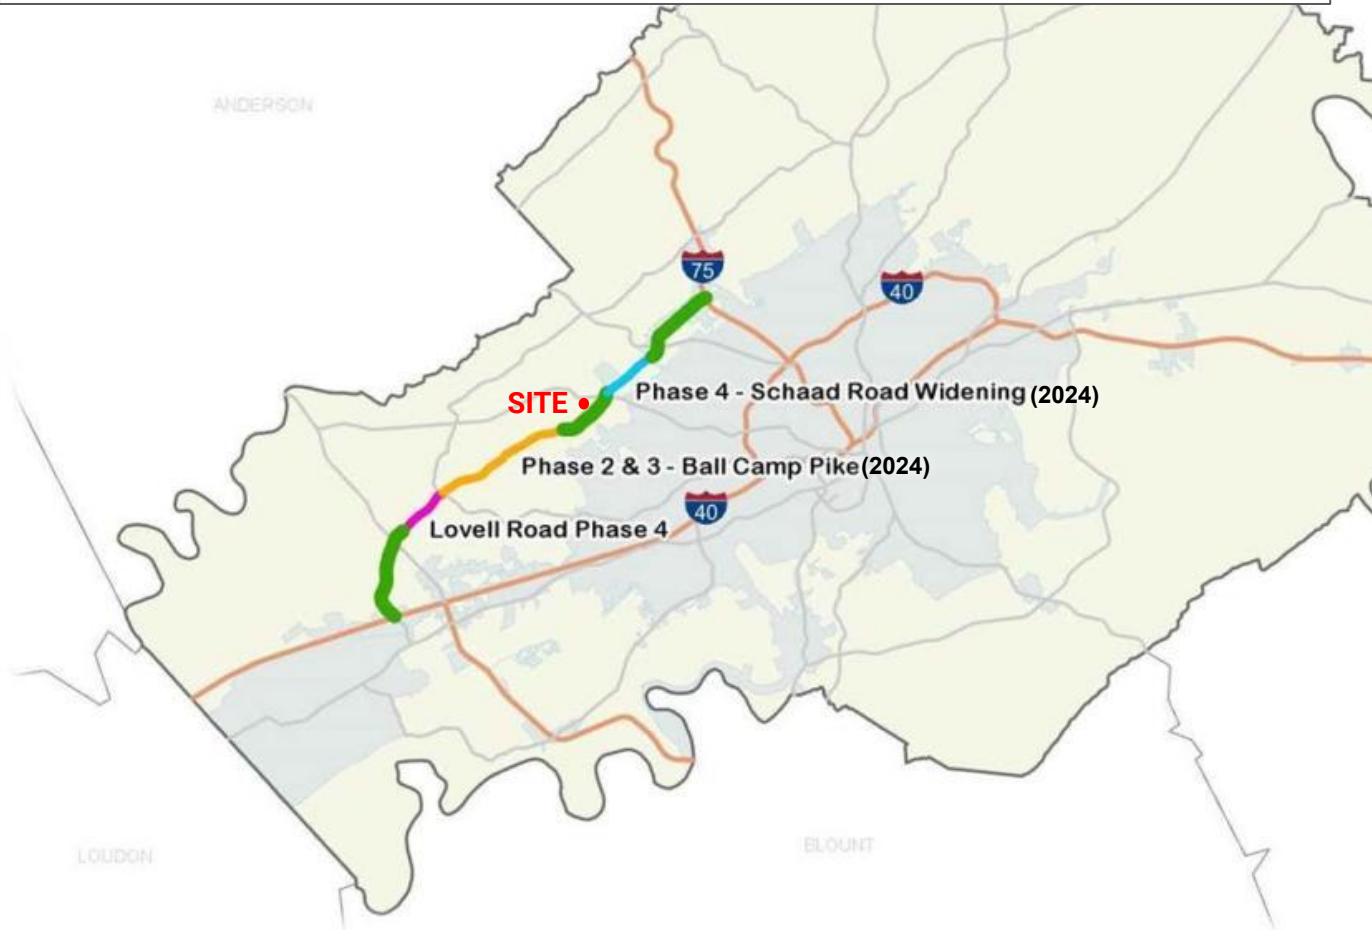 ANDERSON
75
40
Phase 4 - Schaad Road Widening (2024)
SITE
Phase 2 & 3 - Ball Camp Pike (2024)
40
Lovell Road Phase 4
BLOUNT
LOUDON